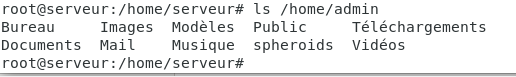 root@serveur:/home/serveur# ls /home/admin
Bureau     Images  Modèles  Public     Téléchargements
Documents  Mail    Musique  spheroids  Vidéos
root@serveur:/home/serveur#